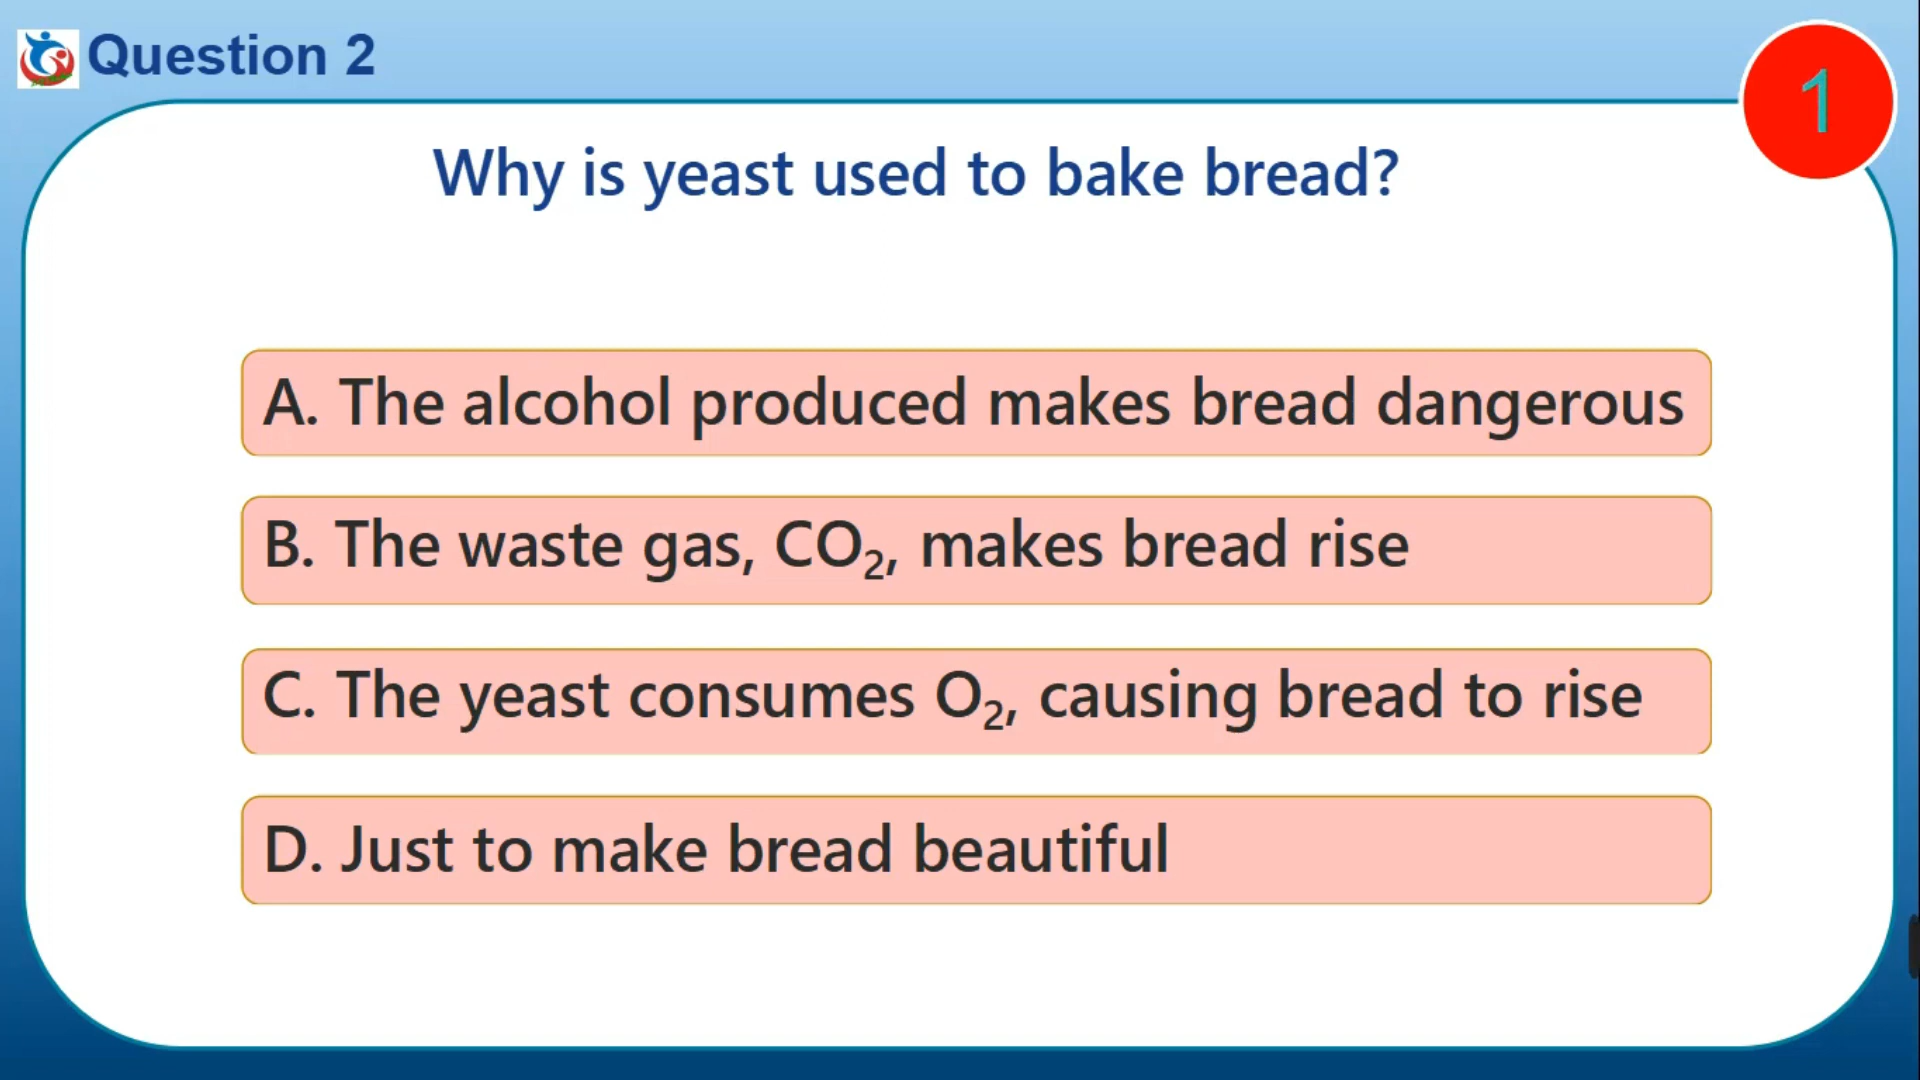 Question 2
1
Why is yeast used to bake bread?
A. The alcohol produced makes bread dangerous
B. The waste gas, CO₂, makes bread rise
C. The yeast consumes O₂, causing bread to rise
D. Just to make bread beautiful